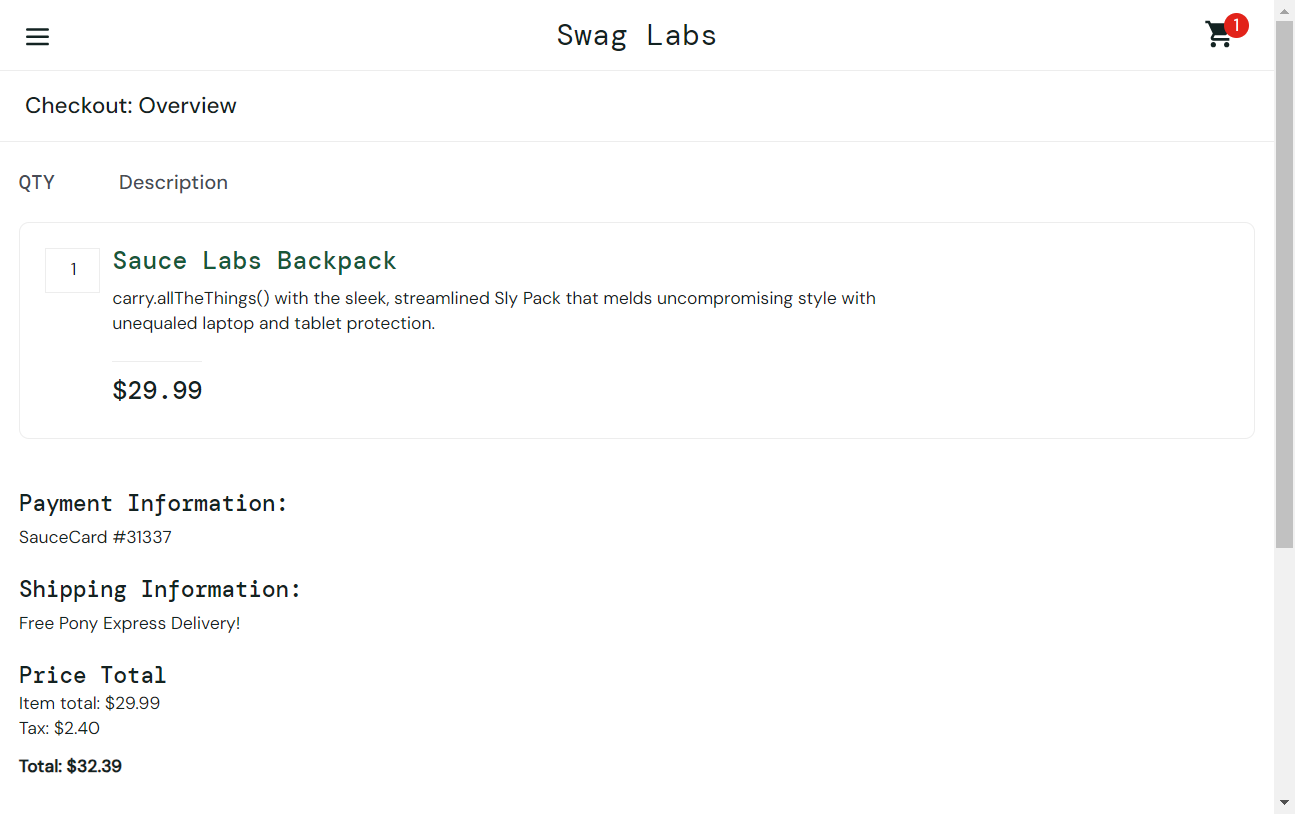 Swag Labs
1
Checkout: Overview
QTY Description
1
Sauce Labs Backpack
carry.allTheThings() with the sleek, streamlined Sly Pack that melds uncompromising style with
unequaled laptop and tablet protection.
$29.99
Payment Information:
SauceCard #31337
Shipping Information:
Free Pony Express Delivery!
Price Total
Item total: $29.99
Tax: $2.40
Total: $32.39